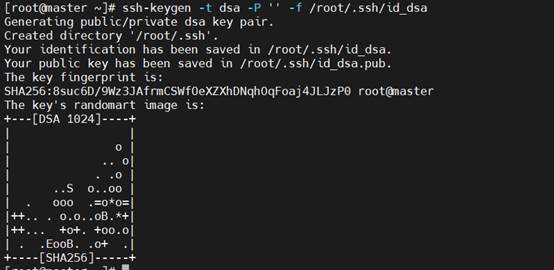 [root@master ~]# ssh-keygen -t dsa -P '' -f /root/.ssh/id_dsa
Generating public/private dsa key pair.
Created directory '/root/.ssh'.
Your identification has been saved in /root/.ssh/id_dsa.
Your public key has been saved in /root/.ssh/id_dsa.pub.
The key fingerprint is:
SHA256:8suc6D/9Wz3JAfrmCSWfOeXZXhDNqhOqFoaj4JLJzP0 root@master
The key's randomart image is:
+---[DSA 1024]----+
|                 |
|               o |
|             .. o|
|            . .o |
|      ..S  o..oo |
|  .   ooo  .=o*o=|
|++.. . o.o..oB.*+|
|++...  +o+. +oo.o|
| .  .EooB. .o+  .|
+----[SHA256]-----+
[root@master ~]#